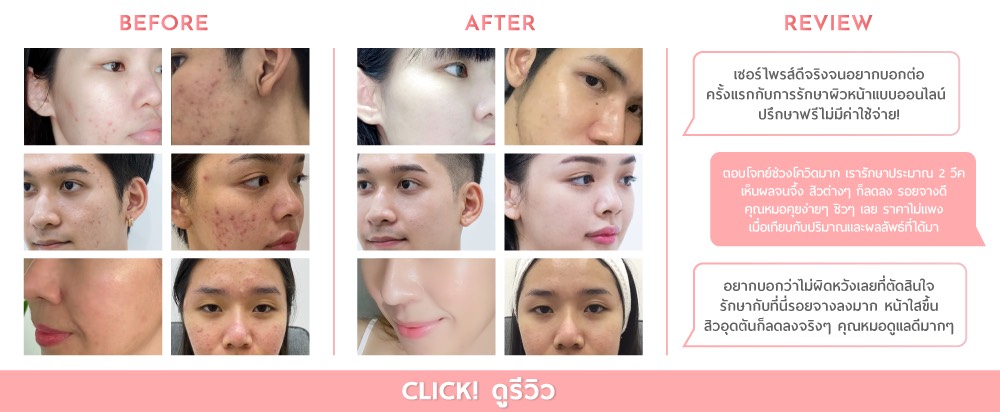 BEFORE
AFTER
REVIEW
เซอร์ไพรส์ดีจริงจนอยากบอกต่อ
ครั้งแรกกับการรักษาผิวหน้าแบบออนไลน์
ปรึกษาฟรีไม่มีค่าใช้จ่าย!
ตอบโจทย์ช่วงโควิดมาก เรารักษาประมาณ 2 วีค
เห็นผลจนอึ้ง สิวต่างๆ ก็ลดลง รอยจางดี
คุณหมอคุยง่ายๆ ชิวๆ เลย ราคาไม่แพง
เมื่อเทียบกับปริมาณและผลลัพธ์ที่ได้มา
อยากบอกว่าไม่ผิดหวังเลยที่ตัดสินใจ
รักษากับที่นี่รอยจางลงมาก หน้าใสขึ้น
สิวอุดตันก็ลดลงจริงๆ คุณหมอดูแลดีมากๆ
CLICK! ดูรีวิว